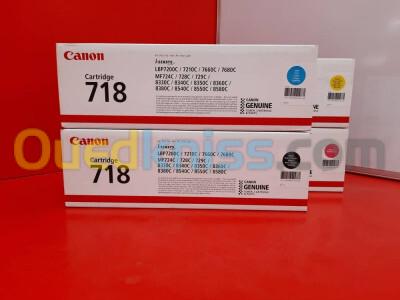 Canon
Cartridge
718
LBP7200C / 7210C / 7660C / 7680C
MF724C / 728C / 729C /
8330C / 8340C / 8350C / 8360C /
8380C / 8540C / 8550C / 8580C
CANON
GENUINE
Canon
Cartridge
718
LBP7200C / 7210C / 7660C / 7680C
MF724C / 728C / 729C /
8330C / 8340C / 8350C / 8360C /
8380C / 8540C / 8550C / 8580C
CANON
GENUINE
Ouedkniss.com